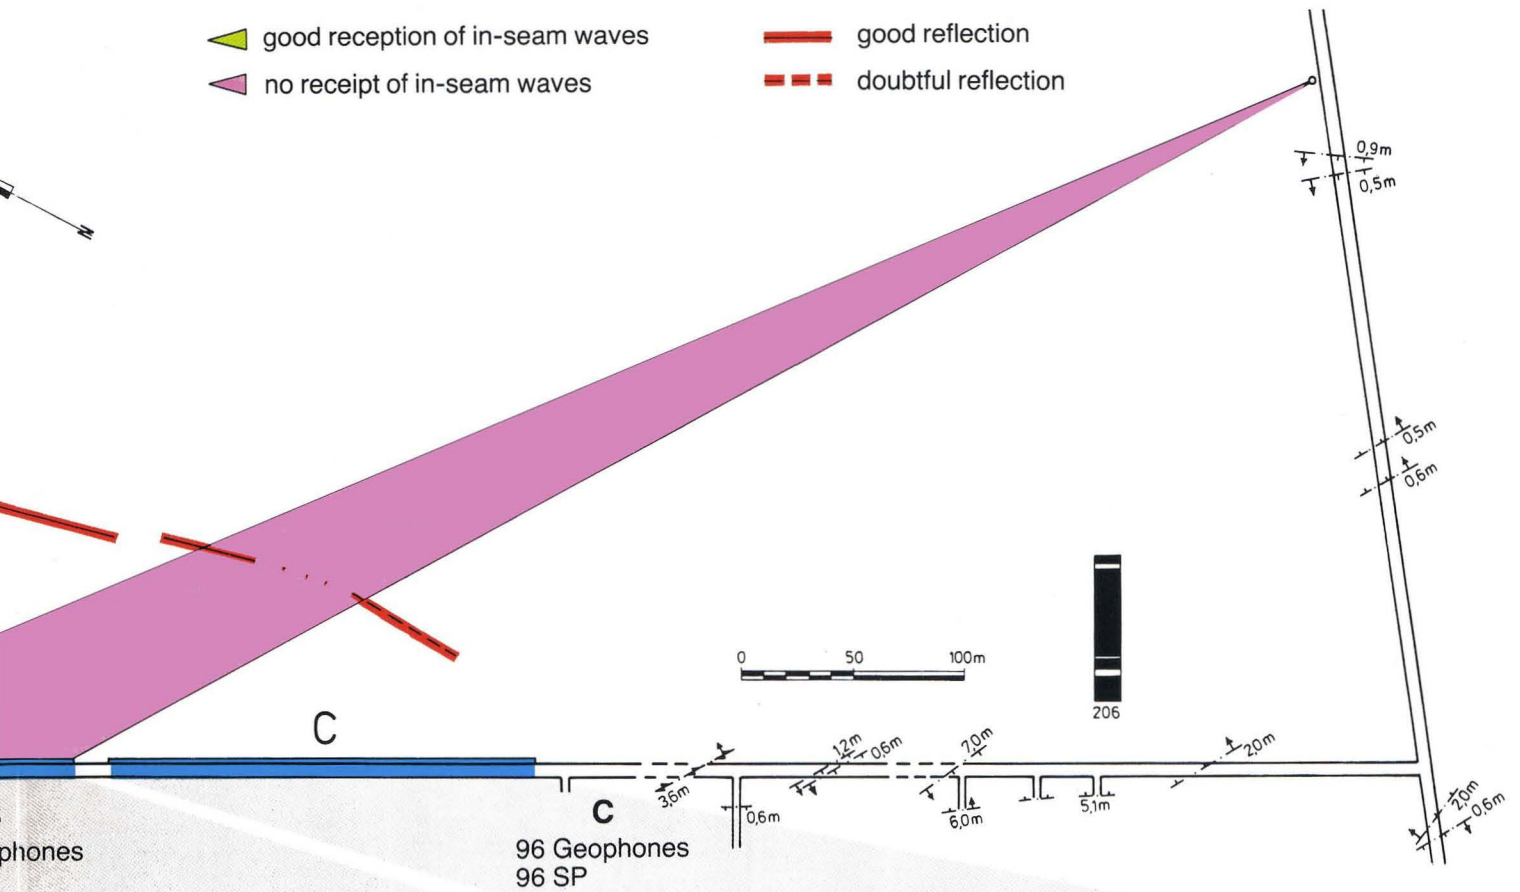 good reception of in-seam waves
good reflection
no receipt of in-seam waves
doubtful reflection
0,9m
0,5m
N
0,5m
0,6m
0 50 100m
206
C
1,2m
0,6m
7,0m
2,0m
3,6m
0,6m
6,0m
5,1m
2,0m
0,6m
C
phones
96 Geophones
96 SP